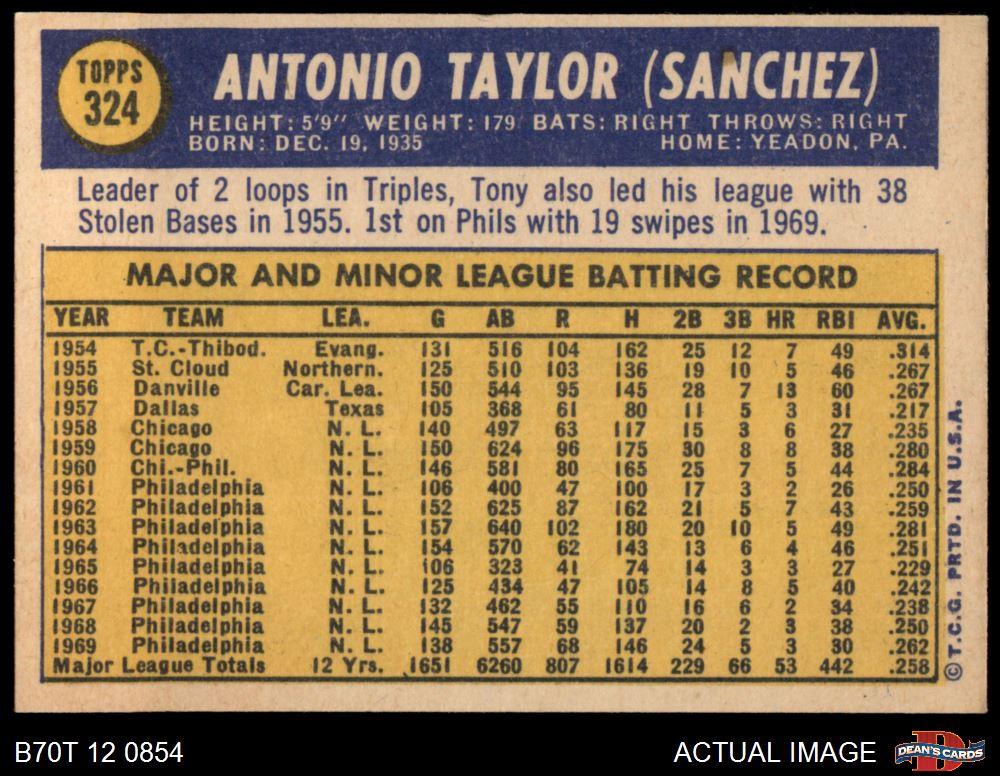 TOPPS
324
ANTONIO TAYLOR (SANCHEZ)
HEIGHT: 5'9" WEIGHT: 179 BATS: RIGHT THROWS: RIGHT
BORN: DEC. 19, 1935 HOME: YEADON, PA.
Leader of 2 loops in Triples, Tony also led his league with 38
Stolen Bases in 1955. 1st on Phils with 19 swipes in 1969.
MAJOR AND MINOR LEAGUE BATTING RECORD
YEAR TEAM LEA. G AB R H 2B 3B HR RBI AVG.
1954 T.C.-Thibod. Evang. 131 516 104 162 25 12 7 49 .314
1955 St. Cloud Northern. 125 510 103 136 19 10 5 46 .267
1956 Danville Car. Lea. 150 544 95 145 28 7 13 60 .267
1957 Dallas Texas 105 368 61 80 11 5 3 31 .217
1958 Chicago N. L. 140 497 63 117 15 3 6 27 .235
1959 Chicago N. L. 150 624 96 175 30 8 8 38 .280
1960 Chi.-Phil. N. L. 146 581 80 165 25 7 5 44 .284
1961 Philadelphia N. L. 106 400 47 100 17 3 2 26 .250
1962 Philadelphia N. L. 152 625 87 162 21 5 7 43 .259
1963 Philadelphia N. L. 157 640 102 180 20 10 5 49 .281
1964 Philadelphia N. L. 154 570 62 143 13 6 4 46 .251
1965 Philadelphia N. L. 106 323 41 74 14 3 3 27 .229
1966 Philadelphia N. L. 125 434 47 105 14 8 5 40 .242
1967 Philadelphia N. L. 132 462 55 110 16 6 2 34 .238
1968 Philadelphia N. L. 145 547 59 137 20 2 3 38 .250
1969 Philadelphia N. L. 138 557 68 146 24 5 3 30 .262
Major League Totals 12 Yrs. 1651 6260 807 1614 229 66 53 442 .258
© T.C.G. PRTD. IN U.S.A.
B70T 12 0854
ACTUAL IMAGE
DEAN'S CARDS